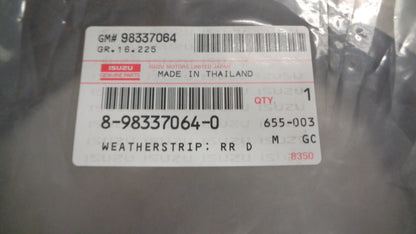 GM# 98337064
GR.16.225
ISUZU
GENUINE PARTS
ISUZU MOTORS LIMITED JAPAN
MADE IN THAILAND
QTY 1
8-98337064-0 655-003
M GC
WEATHERSTRIP: RR D
8350